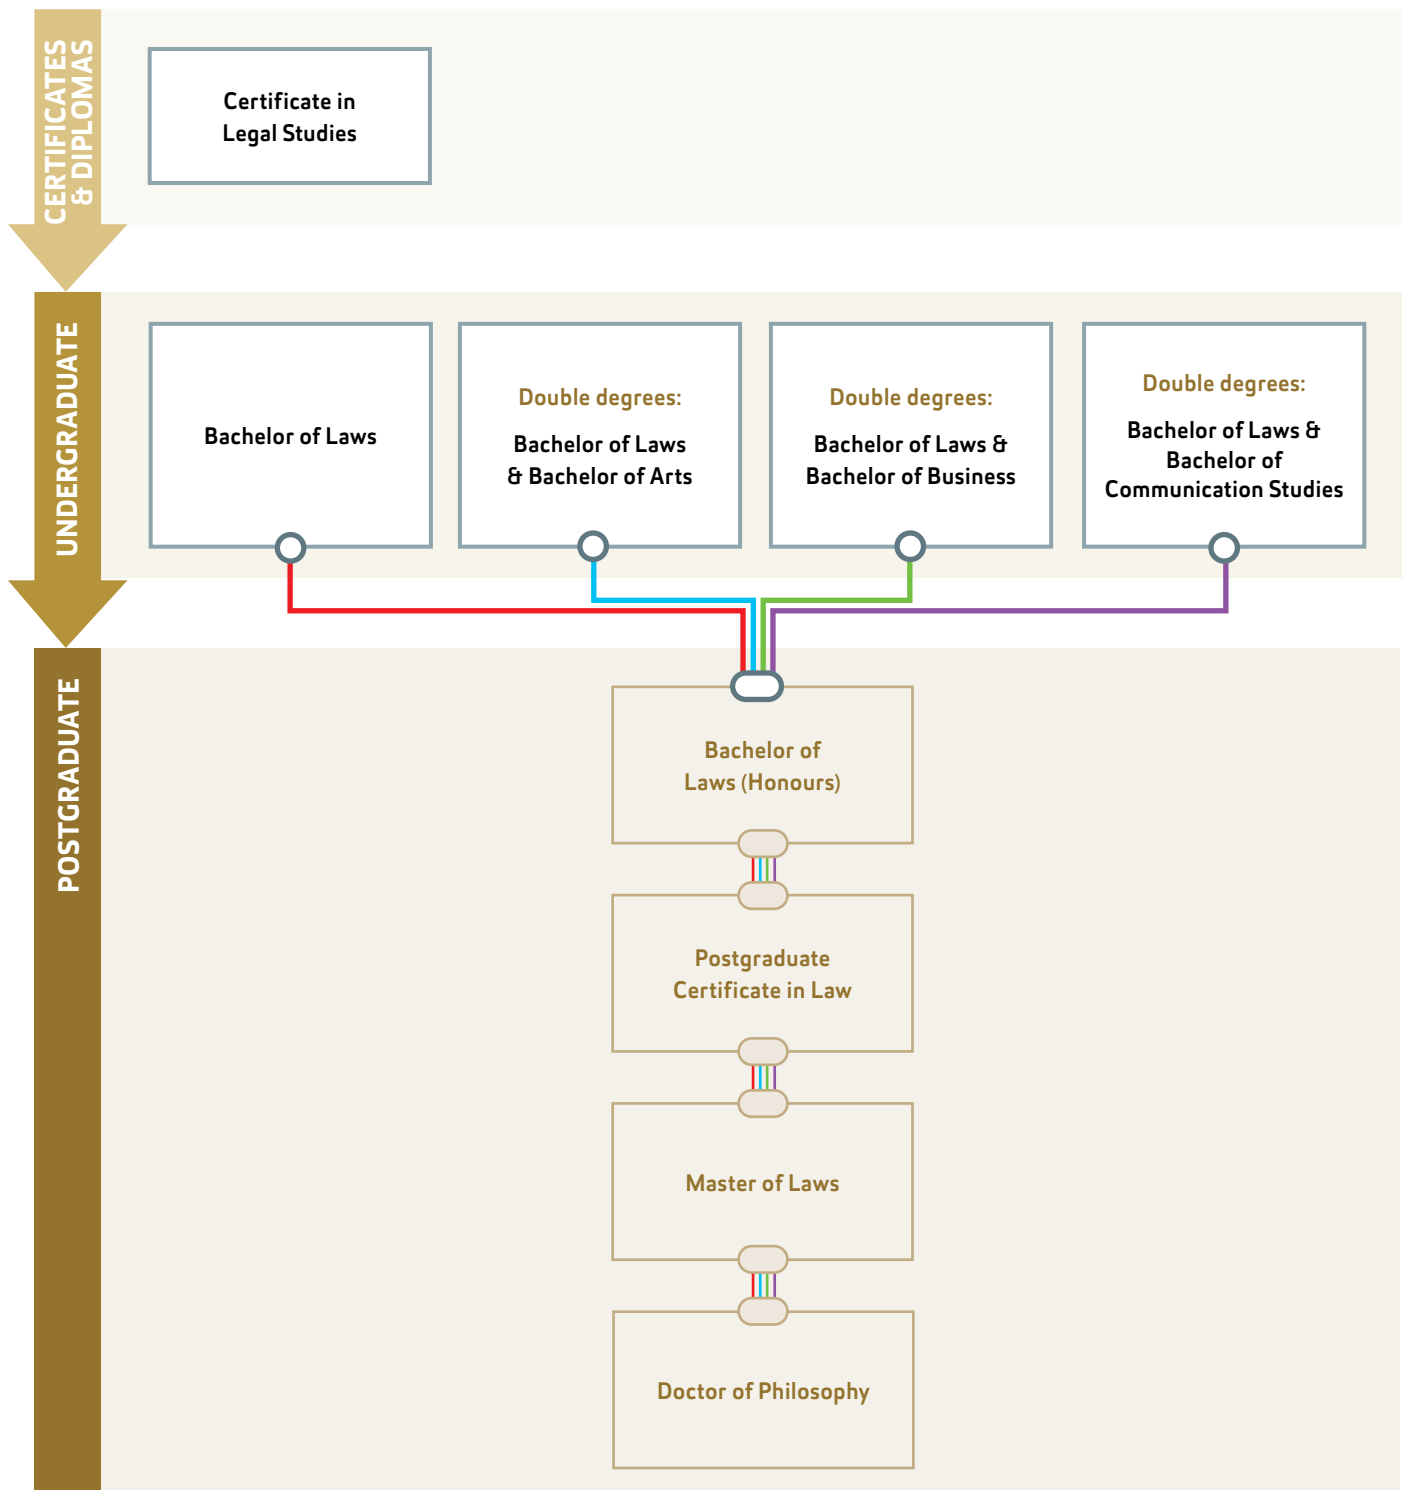 CERTIFICATES
& DIPLOMAS
Certificate in
Legal Studies
UNDERGRADUATE
Bachelor of Laws
Double degrees:
Bachelor of Laws
& Bachelor of Arts
Double degrees:
Bachelor of Laws &
Bachelor of Business
Double degrees:
Bachelor of Laws &
Bachelor of
Communication Studies
POSTGRADUATE
Bachelor of
Laws (Honours)
Postgraduate
Certificate in Law
Master of Laws
Doctor of Philosophy